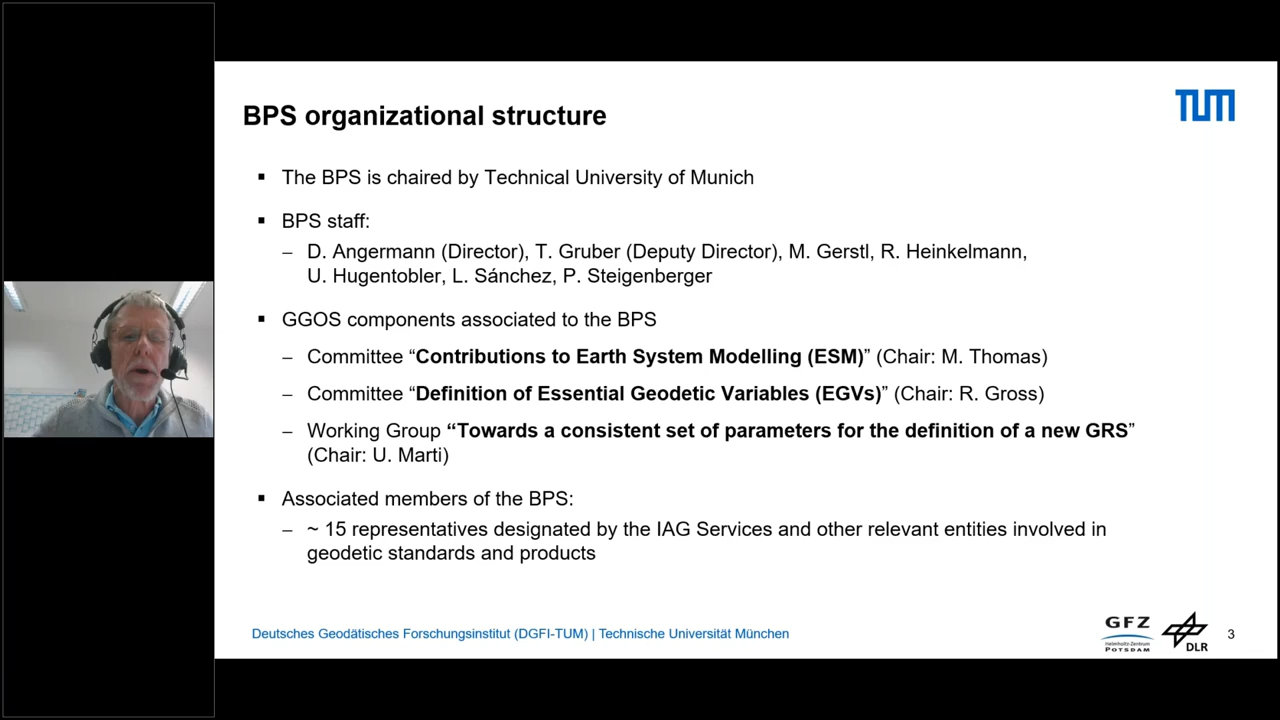 BPS organizational structure
TUM
▪ The BPS is chaired by Technical University of Munich
▪ BPS staff:
– D. Angermann (Director), T. Gruber (Deputy Director), M. Gerstl, R. Heinkelmann,
U. Hugentobler, L. Sánchez, P. Steigenberger
▪ GGOS components associated to the BPS
– Committee “Contributions to Earth System Modelling (ESM)” (Chair: M. Thomas)
– Committee “Definition of Essential Geodetic Variables (EGVs)” (Chair: R. Gross)
– Working Group “Towards a consistent set of parameters for the definition of a new GRS”
(Chair: U. Marti)
▪ Associated members of the BPS:
– ~ 15 representatives designated by the IAG Services and other relevant entities involved in
geodetic standards and products
Deutsches Geodätisches Forschungsinstitut (DGFI-TUM) | Technische Universität München
GFZ
Helmholtz-Zentrum
POTSDAM
DLR
3